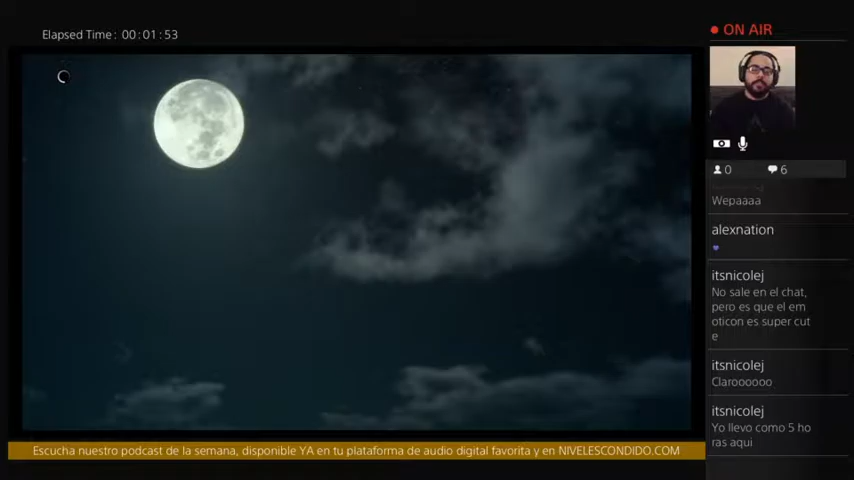 Elapsed Time: 00:01:53
ON AIR
0
6
Wepaaaa
alexnation
itsnicolej
No sale en el chat,
pero es que el em
oticon es super cut
e
itsnicolej
Claroooooo
itsnicolej
Yo llevo como 5 ho
ras aqui
Escucha nuestro podcast de la semana, disponible YA en tu plataforma de audio digital favorita y en NIVELESCONDIDO.COM